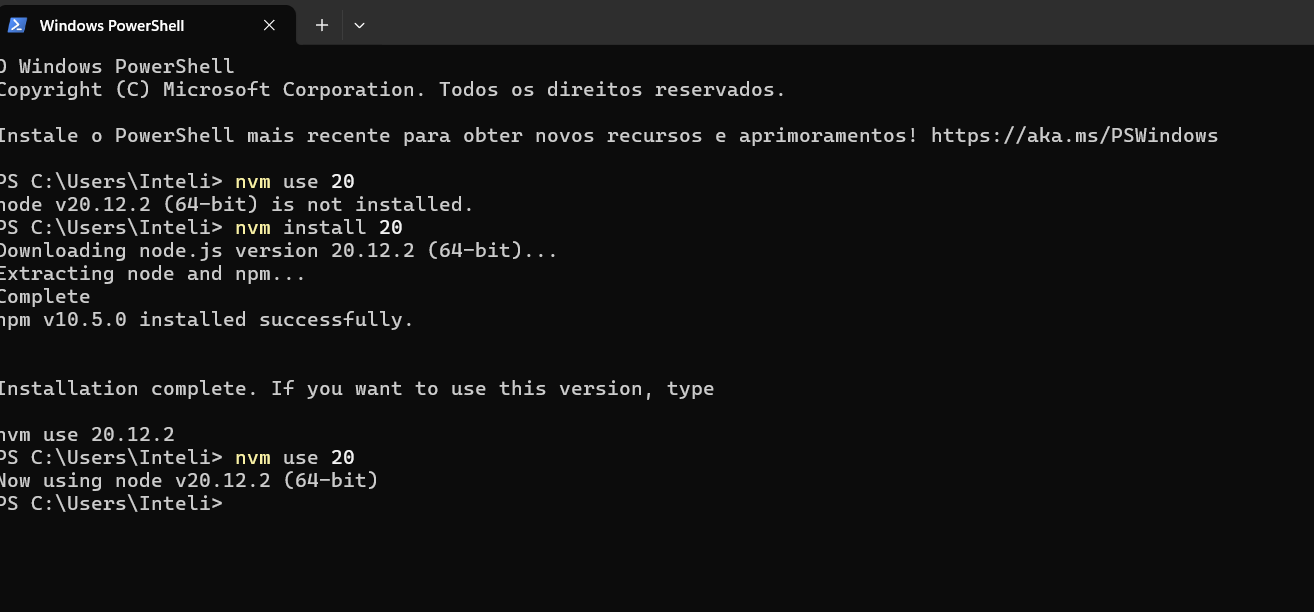 Windows PowerShell
O Windows PowerShell
Copyright (C) Microsoft Corporation. Todos os direitos reservados.
Instale o PowerShell mais recente para obter novos recursos e aprimoramentos! https://aka.ms/PSWindows
PS C:\Users\Inteli> nvm use 20
node v20.12.2 (64-bit) is not installed.
PS C:\Users\Inteli> nvm install 20
Downloading node.js version 20.12.2 (64-bit)...
Extracting node and npm...
Complete
npm v10.5.0 installed successfully.
Installation complete. If you want to use this version, type
nvm use 20.12.2
PS C:\Users\Inteli> nvm use 20
Now using node v20.12.2 (64-bit)
PS C:\Users\Inteli>